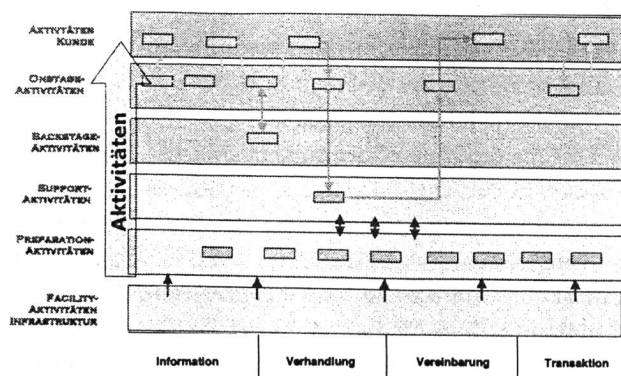 AKTIVITÄTEN
KUNDE
ONSTAGE-
AKTIVITÄTEN
BACKSTAGE-
AKTIVITÄTEN
SUPPORT-
AKTIVITÄTEN
PREPARATION-
AKTIVITÄTEN
FACILITY-
AKTIVITÄTEN
INFRASTRUKTUR
Aktivitäten
Information
Verhandlung
Vereinbarung
Transaktion